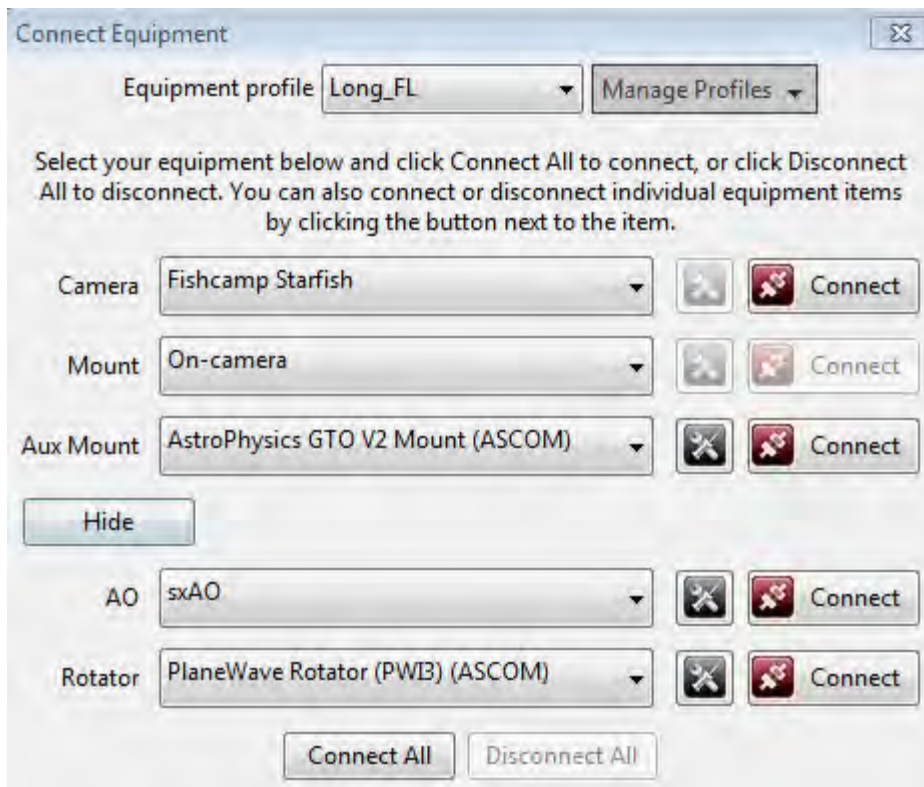 Connect Equipment
Equipment profile Long_FL Manage Profiles
Select your equipment below and click Connect All to connect, or click Disconnect
All to disconnect. You can also connect or disconnect individual equipment items
by clicking the button next to the item.
Camera Fishcamp Starfish Connect
Mount On-camera Connect
Aux Mount AstroPhysics GTO V2 Mount (ASCOM) Connect
Hide
AO sxAO Connect
Rotator PlaneWave Rotator (PWI3) (ASCOM) Connect
Connect All Disconnect All